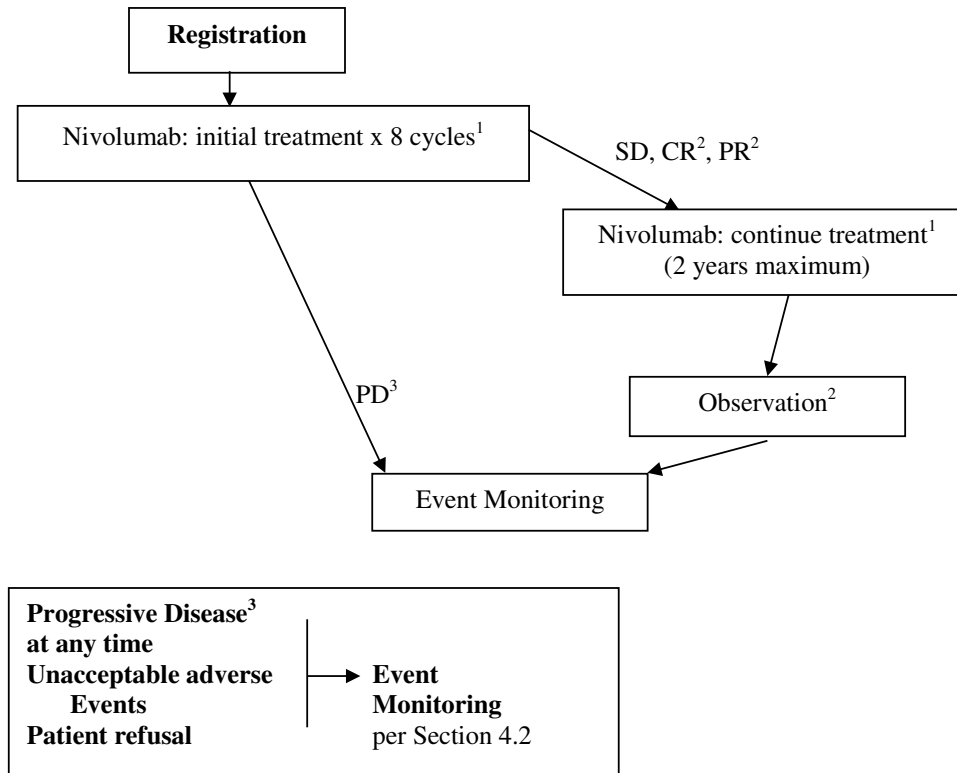 Registration
Nivolumab: initial treatment x 8 cycles¹
SD, CR², PR²
Nivolumab: continue treatment¹
(2 years maximum)
PD³
Observation²
Event Monitoring
Progressive Disease³
at any time
Unacceptable adverse
Events
Patient refusal
Event
Monitoring
per Section 4.2